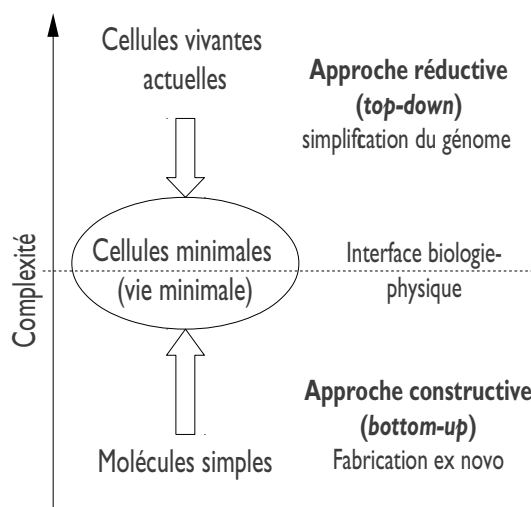 Cellules vivantes
actuelles
Approche réductive
(top-down)
simplification du génome
Complexité
Cellules minimales
(vie minimale)
Interface biologie-
physique
Approche constructive
(bottom-up)
Fabrication ex novo
Molécules simples